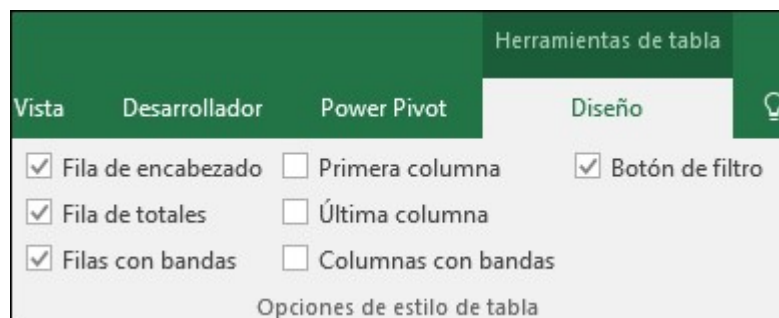 Herramientas de tabla
Vista Desarrollador Power Pivot Diseño
Fila de encabezado Primera columna Botón de filtro
Fila de totales Última columna
Filas con bandas Columnas con bandas
Opciones de estilo de tabla